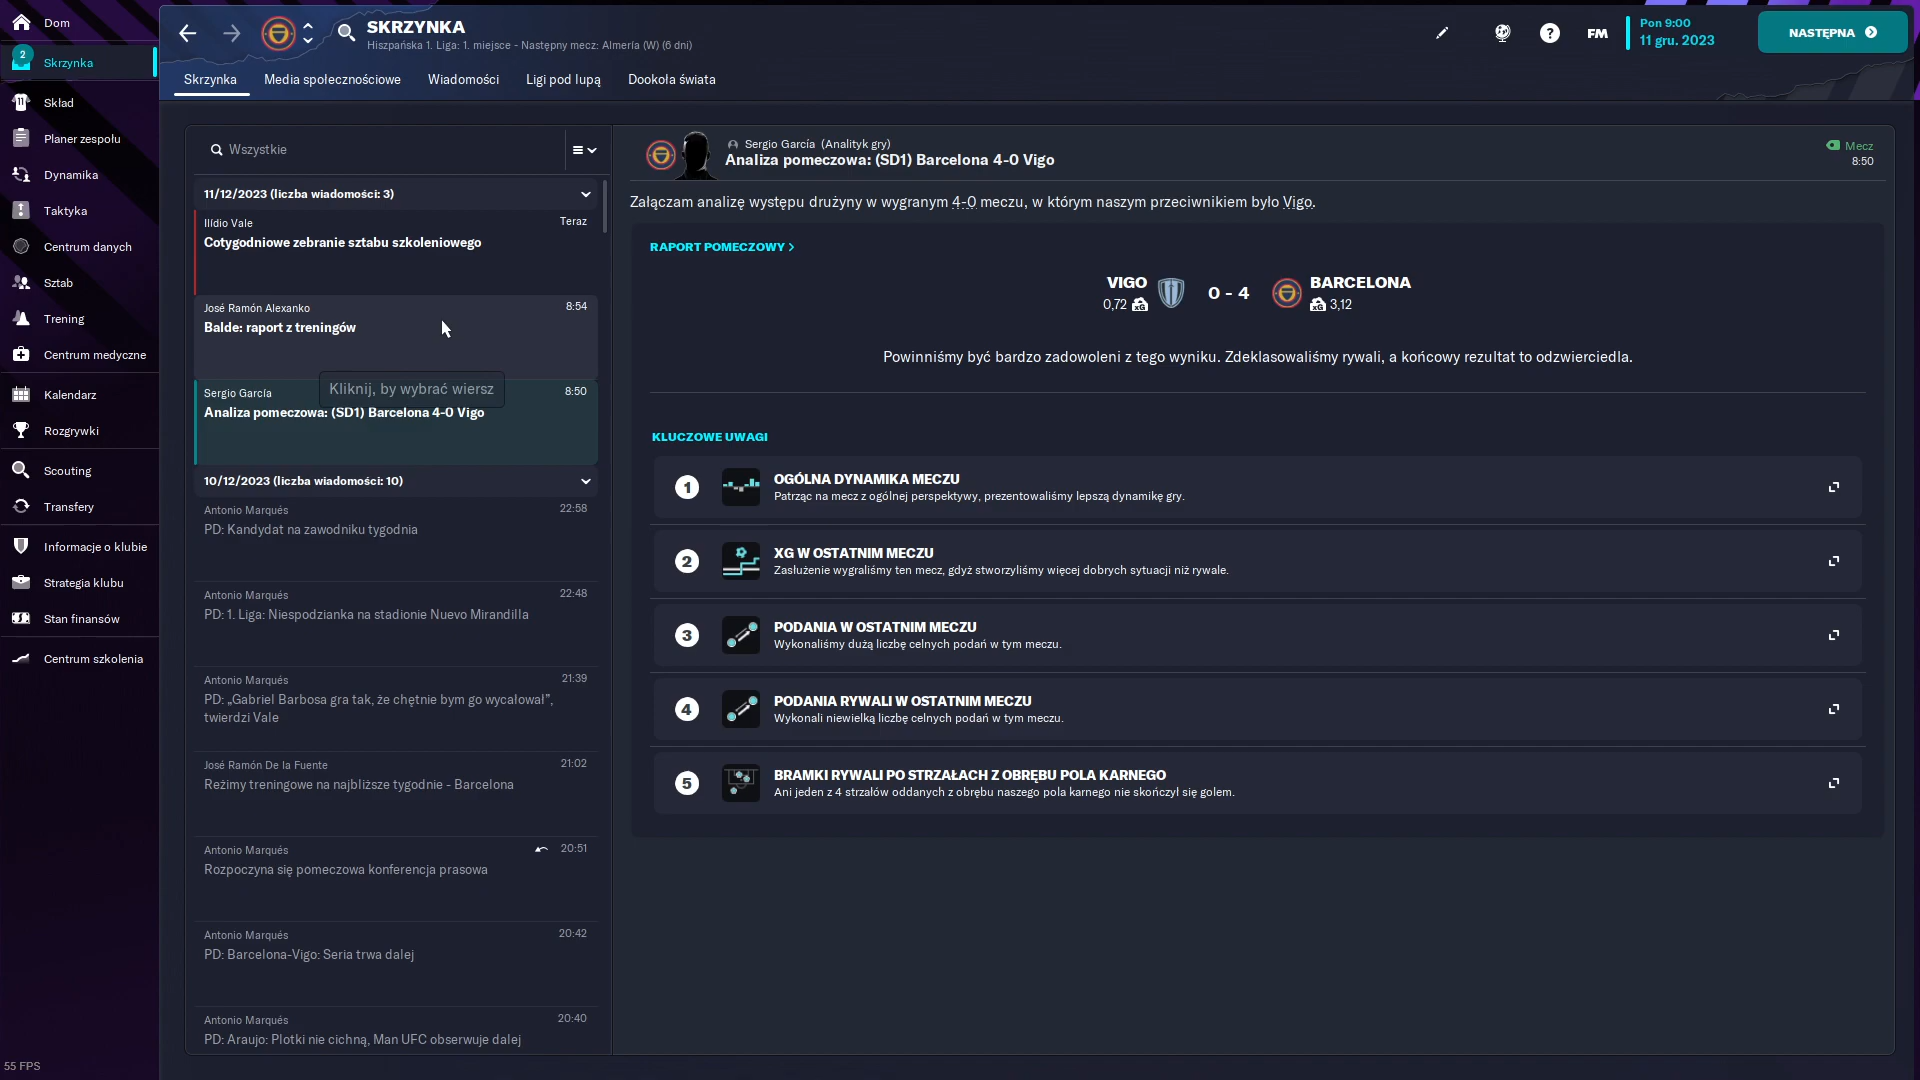 Dom
2
Skrzynka
Skład
Planer zespołu
Dynamika
Taktyka
Centrum danych
Sztab
Trening
Centrum medyczne
Kalendarz
Rozgrywki
Scouting
Transfery
Informacje o klubie
Strategia klubu
Stan finansów
Centrum szkolenia
55 FPS
SKRZYNKA
Hiszpańska 1. Liga: 1. miejsce - Następny mecz: Almería (W) (6 dni)
FM
Pon 9:00
11 gru. 2023
NASTĘPNA
Skrzynka
Media społecznościowe
Wiadomości
Ligi pod lupą
Dookoła świata
Wszystkie
11/12/2023 (liczba wiadomości: 3)
Ilídio Vale
Teraz
Cotygodniowe zebranie sztabu szkoleniowego
José Ramón Alexanko
8:54
Balde: raport z treningów
Kliknij, by wybrać wiersz
Sergio García
8:50
Analiza pomeczowa: (SD1) Barcelona 4-0 Vigo
10/12/2023 (liczba wiadomości: 10)
Antonio Marqués
22:58
PD: Kandydat na zawodniku tygodnia
Antonio Marqués
22:48
PD: 1. Liga: Niespodzianka na stadionie Nuevo Mirandilla
Antonio Marqués
21:39
PD: „Gabriel Barbosa gra tak, że chętnie bym go wycałował”,
twierdzi Vale
José Ramón De la Fuente
21:02
Reżimy treningowe na najbliższe tygodnie - Barcelona
Antonio Marqués
20:51
Rozpoczyna się pomeczowa konferencja prasowa
Antonio Marqués
20:42
PD: Barcelona-Vigo: Seria trwa dalej
Antonio Marqués
20:40
PD: Araujo: Plotki nie cichną, Man UFC obserwuje dalej
Sergio García (Analityk gry)
Analiza pomeczowa: (SD1) Barcelona 4-0 Vigo
Mecz
8:50
Załączam analizę występu drużyny w wygranym 4-0 meczu, w którym naszym przeciwnikiem było Vigo.
RAPORT POMECZOWY
VIGO
0,72 xG
0 - 4
BARCELONA
xG 3,12
Powinniśmy być bardzo zadowoleni z tego wyniku. Zdeklasowaliśmy rywali, a końcowy rezultat to odzwierciedla.
KLUCZOWE UWAGI
1
OGÓLNA DYNAMIKA MECZU
Patrząc na mecz z ogólnej perspektywy, prezentowaliśmy lepszą dynamikę gry.
2
XG W OSTATNIM MECZU
Zasłużenie wygraliśmy ten mecz, gdyż stworzyliśmy więcej dobrych sytuacji niż rywale.
3
PODANIA W OSTATNIM MECZU
Wykonaliśmy dużą liczbę celnych podań w tym meczu.
4
PODANIA RYWALI W OSTATNIM MECZU
Wykonali niewielką liczbę celnych podań w tym meczu.
5
BRAMKI RYWALI PO STRZAŁACH Z OBRĘBU POLA KARNEGO
Ani jeden z 4 strzałów oddanych z obrębu naszego pola karnego nie skończył się golem.